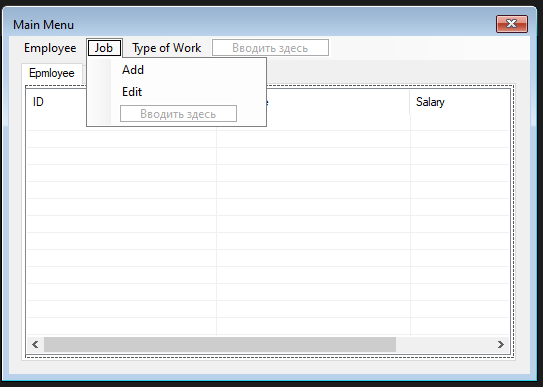 Main Menu
Employee Job Type of Work Вводить здесь
Epmloyee
Add
Edit
Вводить здесь
ID Salary